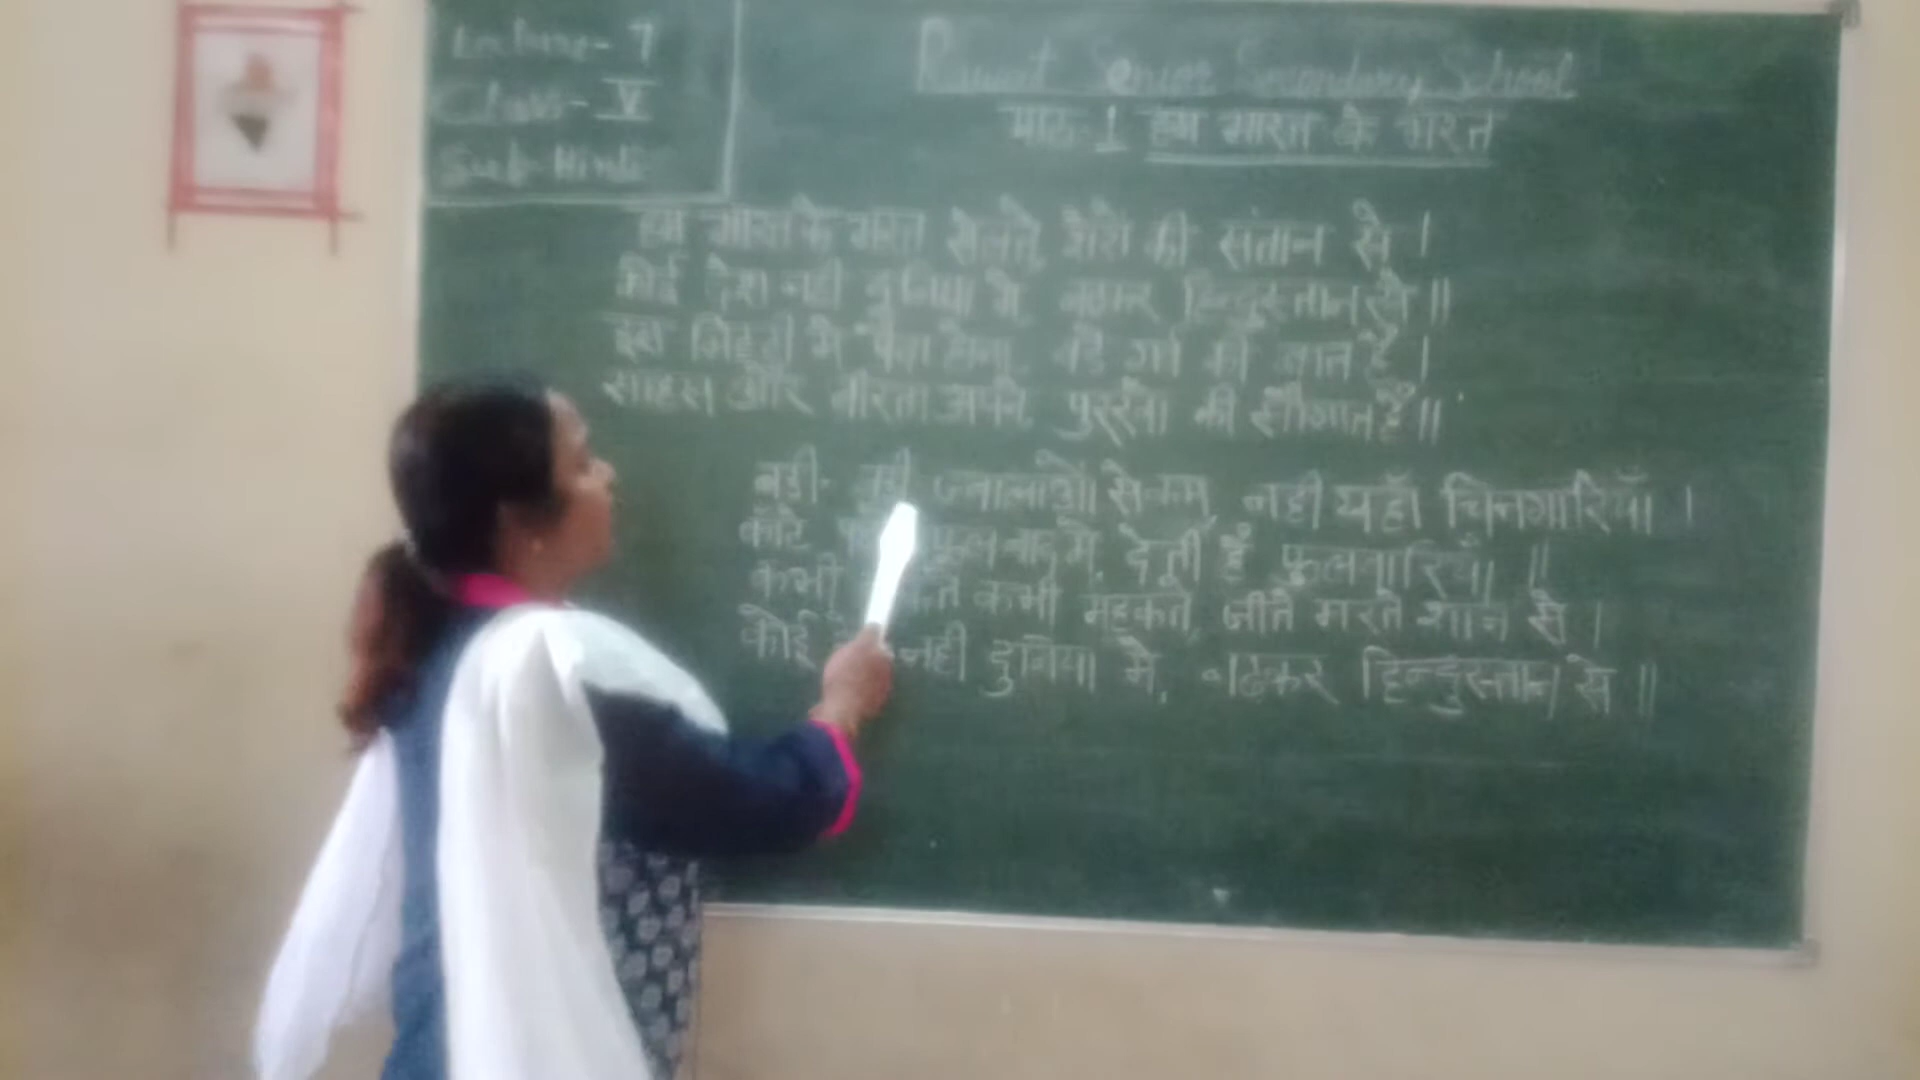 Lecture- 7
Class- V
Sub-Hindi
Senior Secondary School
पाठ-1 हम भारत के भरत
हम भारत के भरत खेलते, शेरों की संतान से ।
कोई देश नही दुनिया में, बढ़कर हिन्दुस्तान से ॥
इस मिट्टी में पैदा होना, बड़े गर्व की बात है ।
साहस और वीरता अपने, पुरखों की सौगात है ॥
बड़ी- बड़ी ज्वालाओं से कम, नही यहाँ चिनगारियाँ ।
काँटे फूल बाद में, देती है फुलवारियाँ ॥
कभी कभी महकते, जीते मरते शान से ।
कोई नही दुनिया में, बढिकर हिन्दुस्तान से ॥